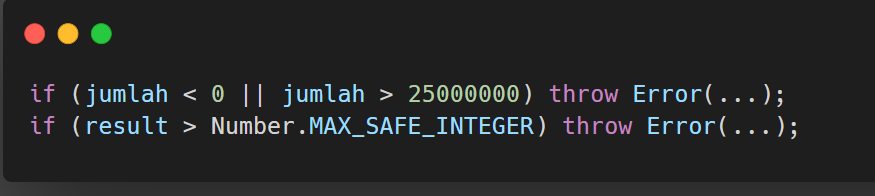 if (jumlah < 0 || jumlah > 25000000) throw Error(...);
if (result > Number.MAX_SAFE_INTEGER) throw Error(...);